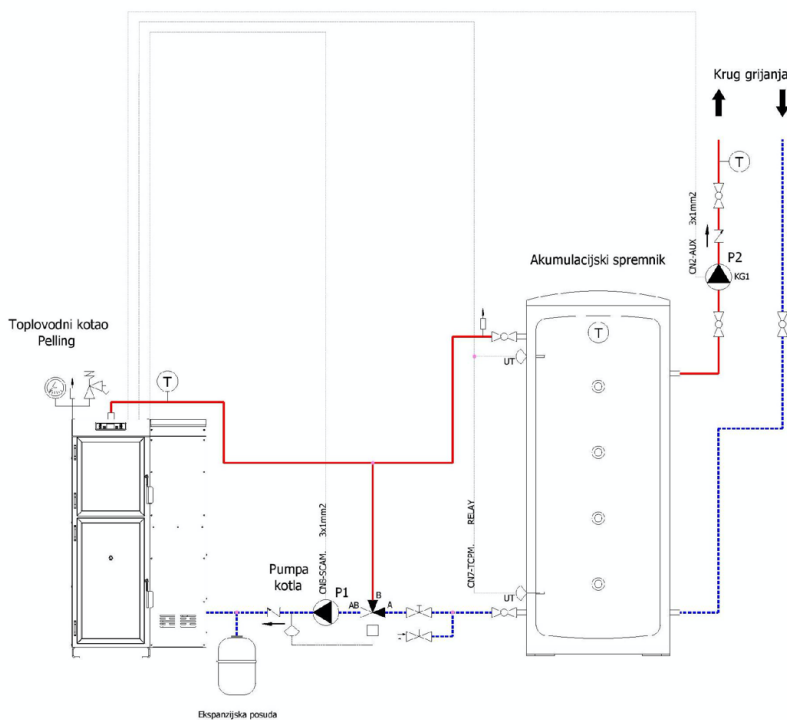 Krug grijanja
T
CN2-AUX 3x1mm2
P2
KG1
Akumulacijski spremnik
Toplovodni kotao
Pelling
T
T
UT
CN8-SCAM, 3x1mm2
CN7-TCPM, RELAY
Pumpa
kotla
P1
B
AB
A
UT
Ekspanzijska posuda